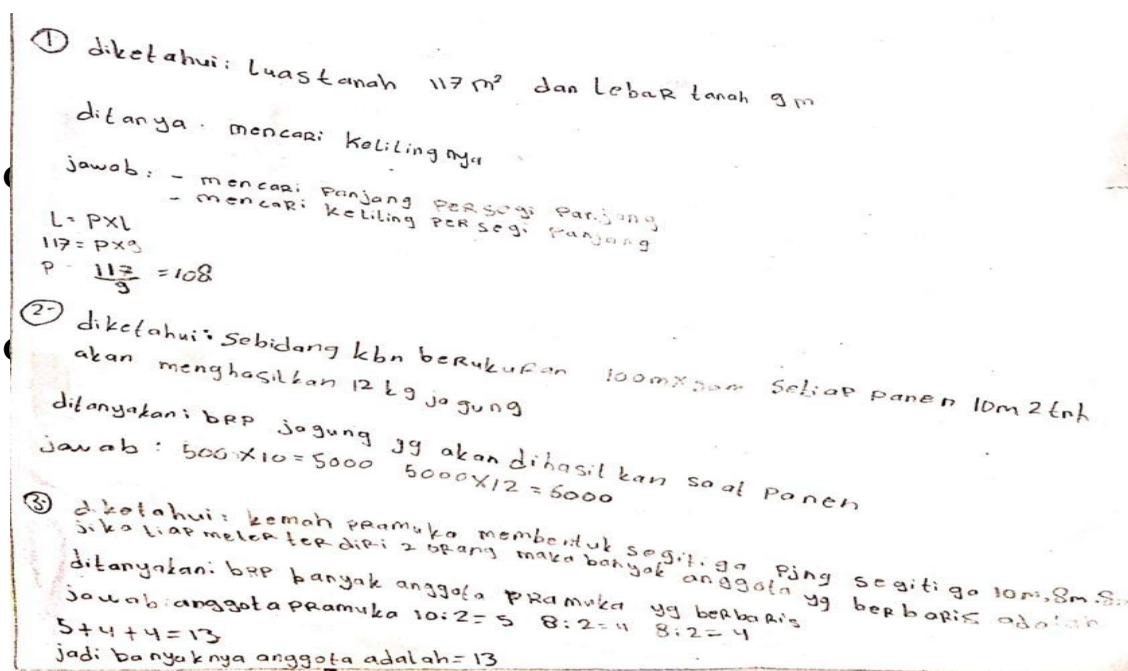 ① diketahui: Luas tanah 117 m² dan Lebar tanah 9 m
ditanya. mencari Kelilingnya
jawab: - mencari panjang persegi panjang
- mencari keliling persegi panjang
L = P×L
117 = P×9
P = 117/9 = 108
② diketahui: Sebidang kbn berukuran 100m× setiap panen 10m 2 tnh
akan menghasilkan 12 kg jagung
ditanyakan: brp jagung yg akan dihasilkan saat panen
jawab: 500×10=5000 5000×12=6000
③ diketahui: kemah pramuka membentuk segitiga pjng segitiga 10m, 8m
jika tiap meter terdiri 2 orang maka banyak anggota yg berbaris adalah
ditanyakan: brp banyak anggota pramuka yg berbaris
jawab: anggota pramuka 10:2=5 8:2=4 8:2=4
5+4+4=13
jadi banyaknya anggota adalah=13